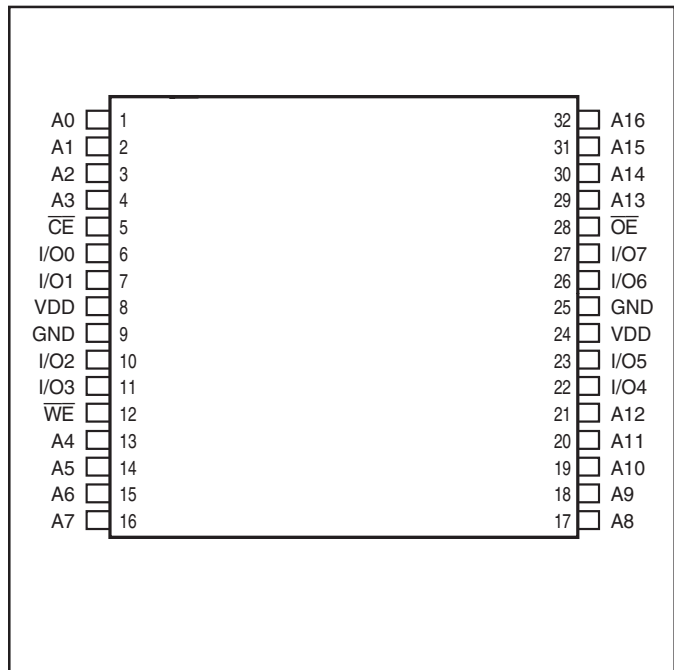 A0 1 32 A16
A1 2 31 A15
A2 3 30 A14
A3 4 29 A13
C̅E̅ 5 28 O̅E̅
I/O0 6 27 I/O7
I/O1 7 26 I/O6
VDD 8 25 GND
GND 9 24 VDD
I/O2 10 23 I/O5
I/O3 11 22 I/O4
W̅E̅ 12 21 A12
A4 13 20 A11
A5 14 19 A10
A6 15 18 A9
A7 16 17 A8